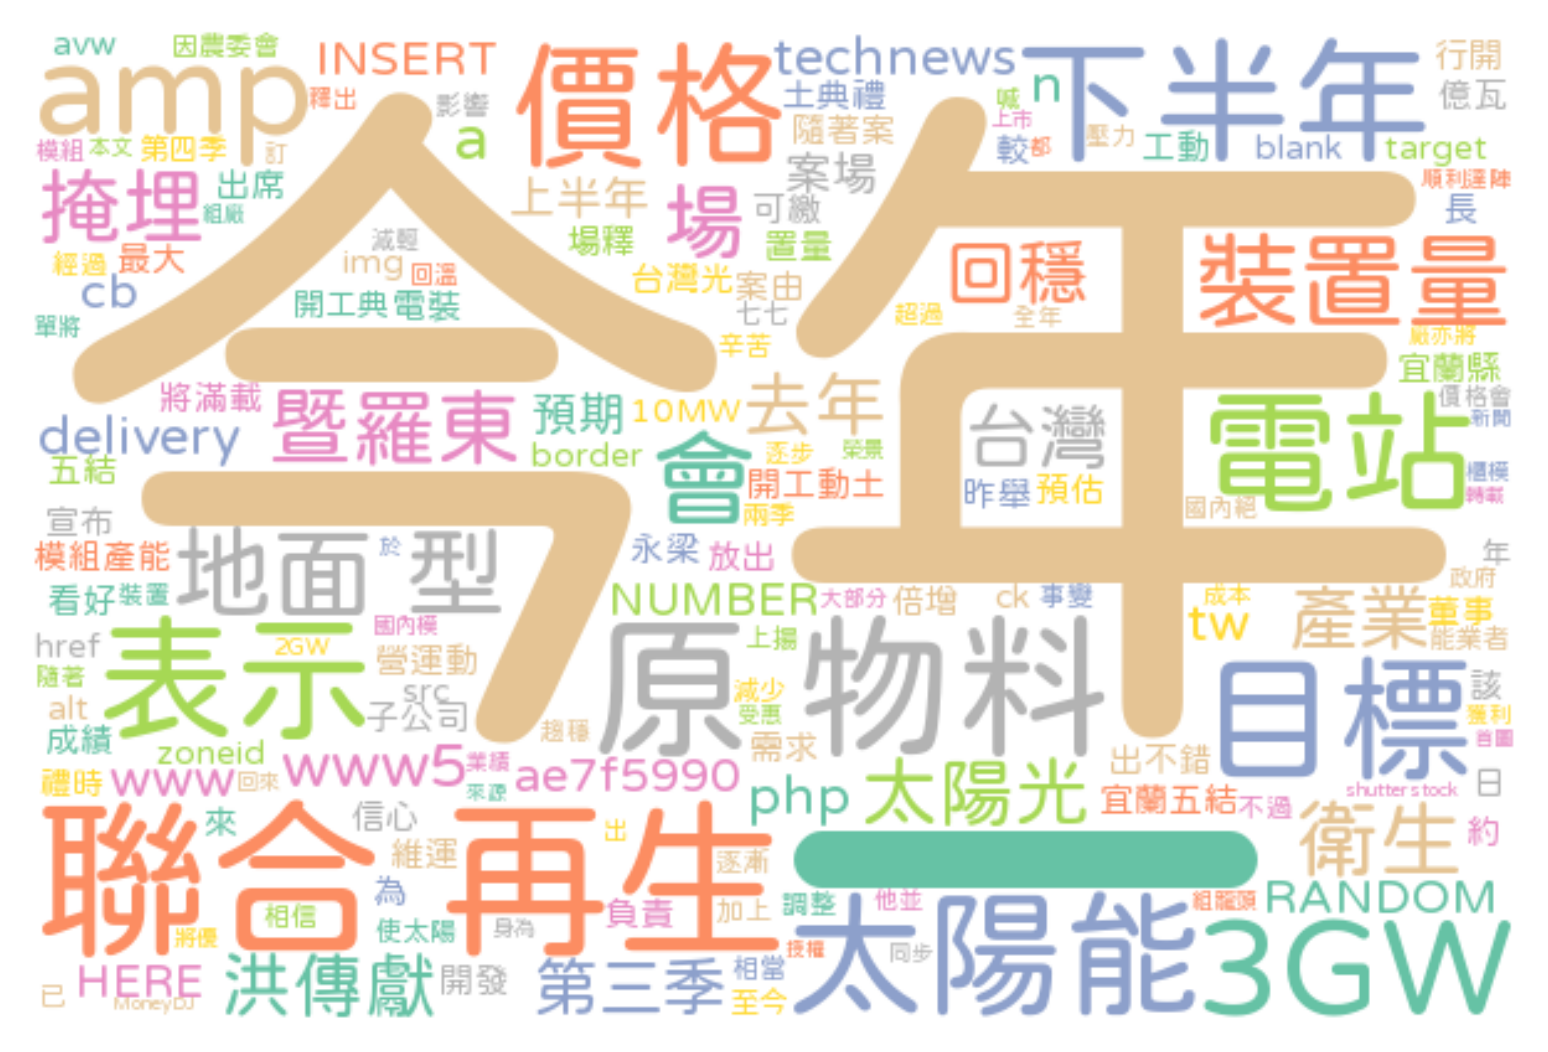 avw
因農委會
INSERT
價格
technews
下半年
行開
amp
釋出
影響
土典禮
喊
n
億瓦
a
隨著案
上市
模組
本文
第四季
訂
較
都
壓力
工動
blank
target
今年
掩埋
出席
案場
順利達陣
組廠
上半年
場
可繳
長
經過
最大
減輕
場釋
置量
回穩
裝置量
img
回溫
台灣光
案由
cb
開工典
電裝
七七
超過
全年
單將
辛苦
廠亦將
宜蘭縣
將滿載
暨羅東
預期
10MW
去年
台灣
電站
價格會
新聞
delivery
border
會
逐步
榮景
五結
開工動土
昨舉
預估
櫃模
轉載
宣布
兩季
國內絕
模組產能
地面
於
型
永梁
放出
年
政府
看好
裝置
NUMBER
大部分
倍增
ck
事變
tw
成本
產業
董事
href
表示
2GW
國內模
原物料
上揚
能業者
隨著
營運動
目標
該
alt
src
減少
獲利
子公司
受惠
成績
趨穩
需求
首圖
zoneid
www5
業績
出不錯
禮時
www
回來
來源
ae7f5990
php
太陽光
宜蘭五結
不過
shutterstock
日
聯合再生
來
信心
出
一
衛生
約
維運
逐漸
為
相信
負責
加上
調整
他並
組龍頭
RANDOM
將優
使太陽
身為
授權
同步
太陽能
3GW
已
HERE
MoneyDJ
洪傳獻
開發
第三季
相當
至今